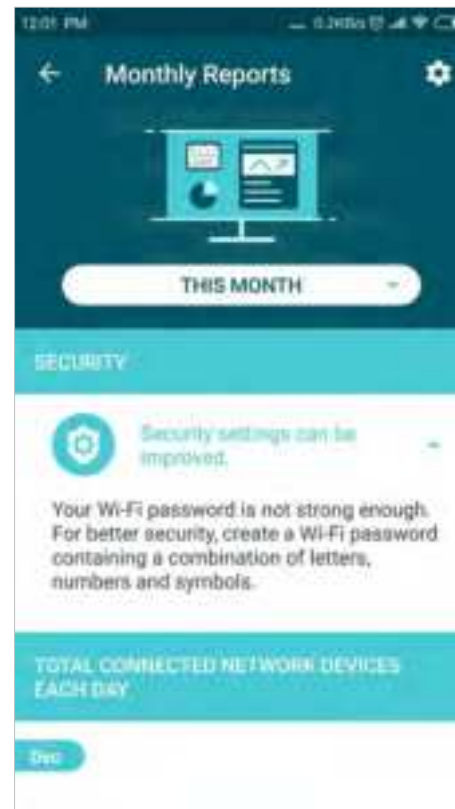 12:01 PM
Monthly Reports
THIS MONTH
SECURITY
Security settings can be
improved.
Your Wi-Fi password is not strong enough.
For better security, create a Wi-Fi password
containing a combination of letters,
numbers and symbols.
TOTAL CONNECTED NETWORK DEVICES
EACH DAY